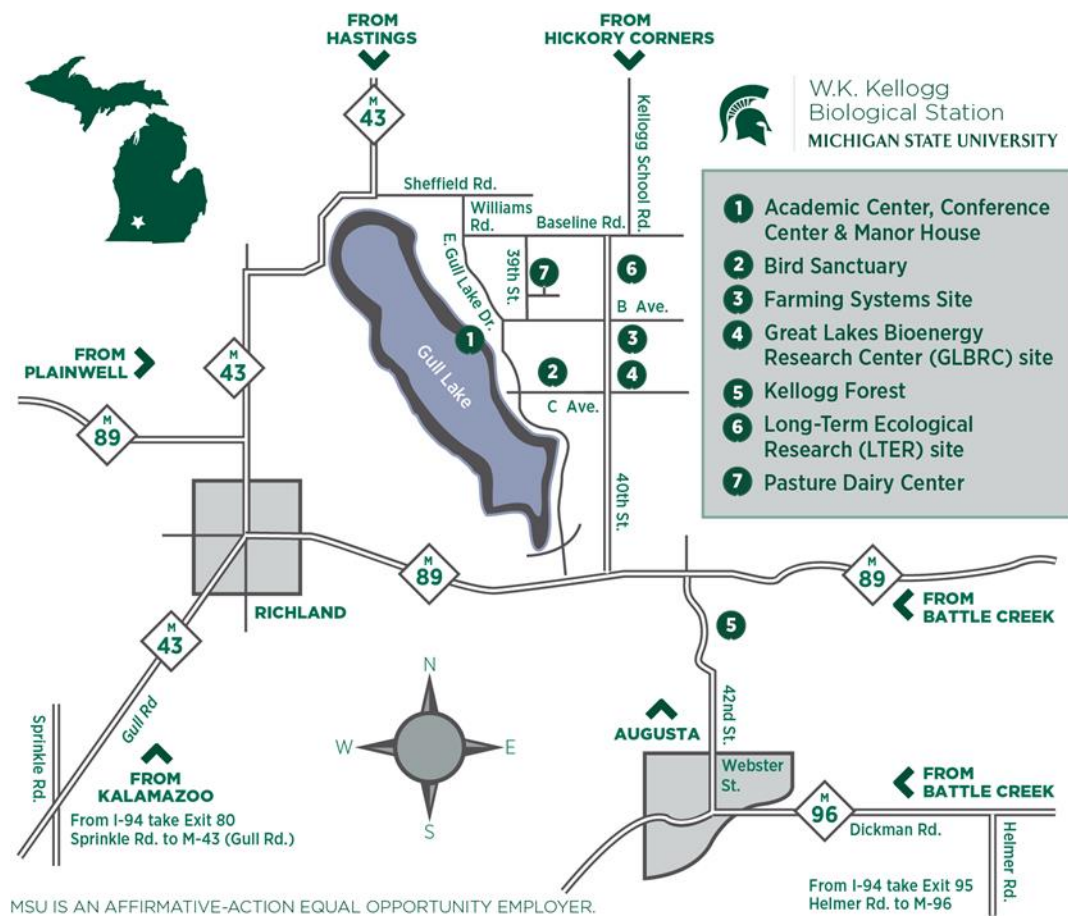 FROM
HASTINGS
FROM
HICKORY CORNERS
M
43
Kellogg School Rd.
W.K. Kellogg
Biological Station
MICHIGAN STATE UNIVERSITY
Sheffield Rd.
Williams
Rd.
Baseline Rd.
1 Academic Center, Conference
Center & Manor House
2 Bird Sanctuary
3 Farming Systems Site
4 Great Lakes Bioenergy
Research Center (GLBRC) site
5 Kellogg Forest
6 Long-Term Ecological
Research (LTER) site
7 Pasture Dairy Center
E. Gull Lake Dr.
39th St.
7
6
B Ave.
1
3
2
4
C Ave.
Gull Lake
40th St.
FROM
PLAINWELL
M
43
M
89
RICHLAND
M
89
M
89
FROM
BATTLE CREEK
5
M
43
Gull Rd
Sprinkle Rd.
N
W
E
S
42nd St.
AUGUSTA
Webster
St.
FROM
KALAMAZOO
From I-94 take Exit 80
Sprinkle Rd. to M-43 (Gull Rd.)
FROM
BATTLE CREEK
M
96
Dickman Rd.
Helmer Rd.
From I-94 take Exit 95
Helmer Rd. to M-96
MSU IS AN AFFIRMATIVE-ACTION EQUAL OPPORTUNITY EMPLOYER.